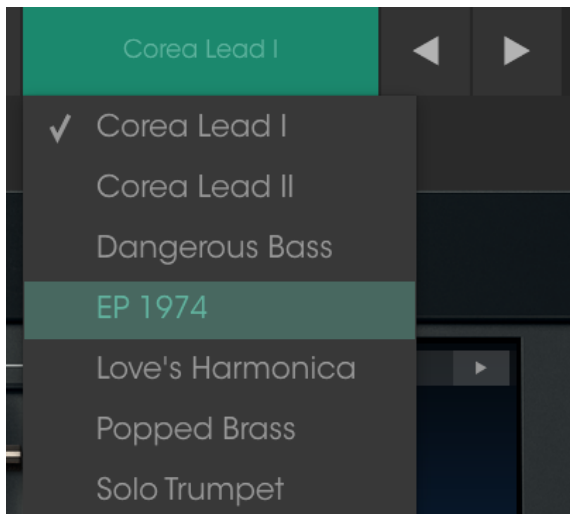 Corea Lead I
Corea Lead I
Corea Lead II
Dangerous Bass
EP 1974
Love's Harmonica
Popped Brass
Solo Trumpet